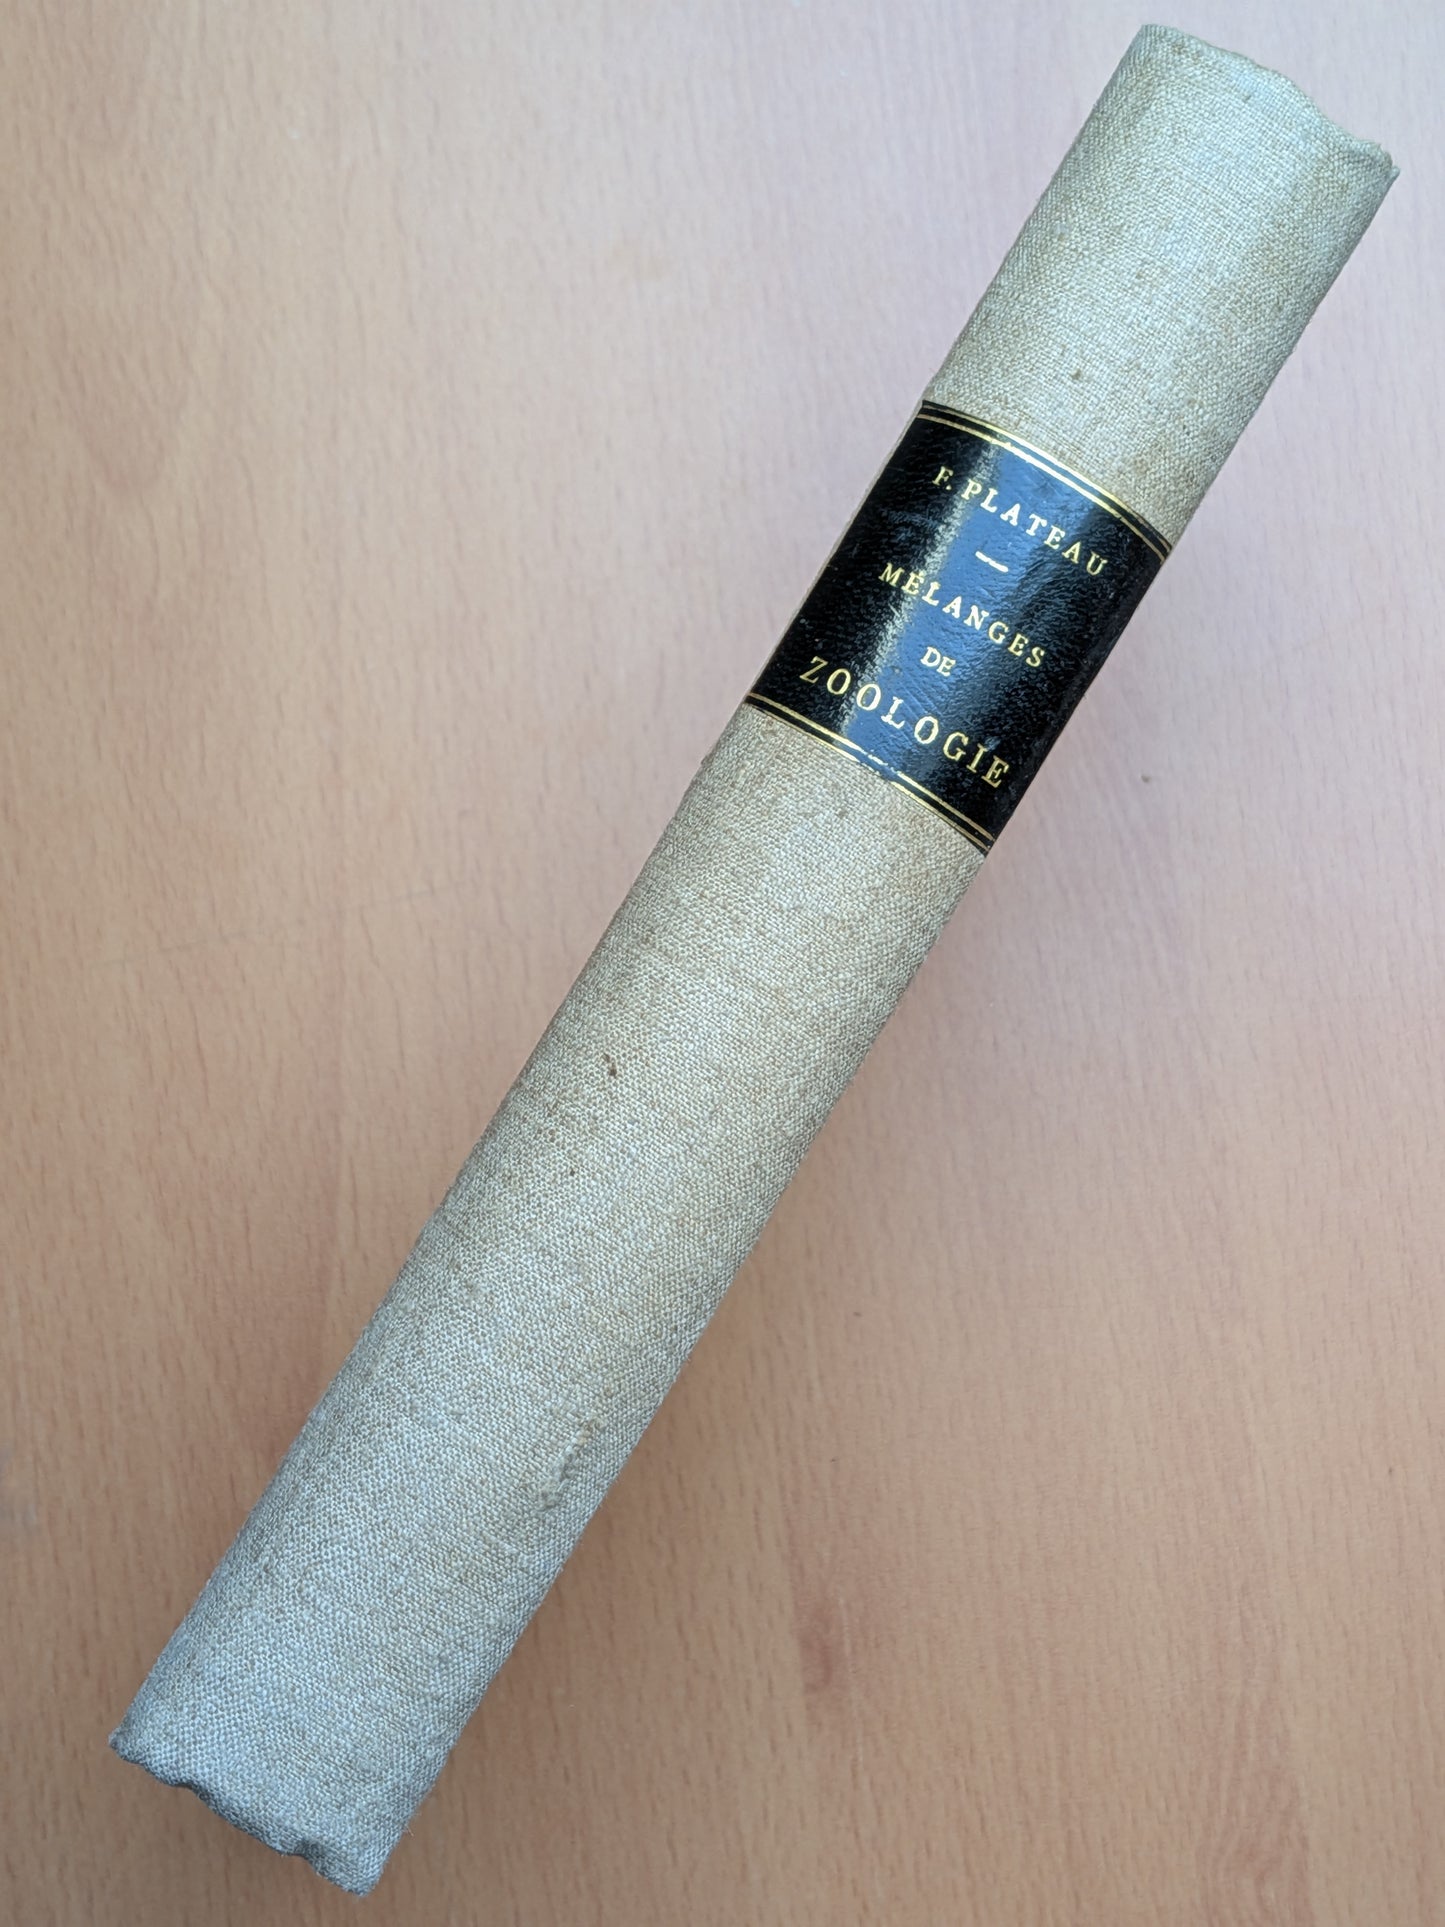 F. PLATEAU
MÉLANGES
DE
ZOOLOGIE